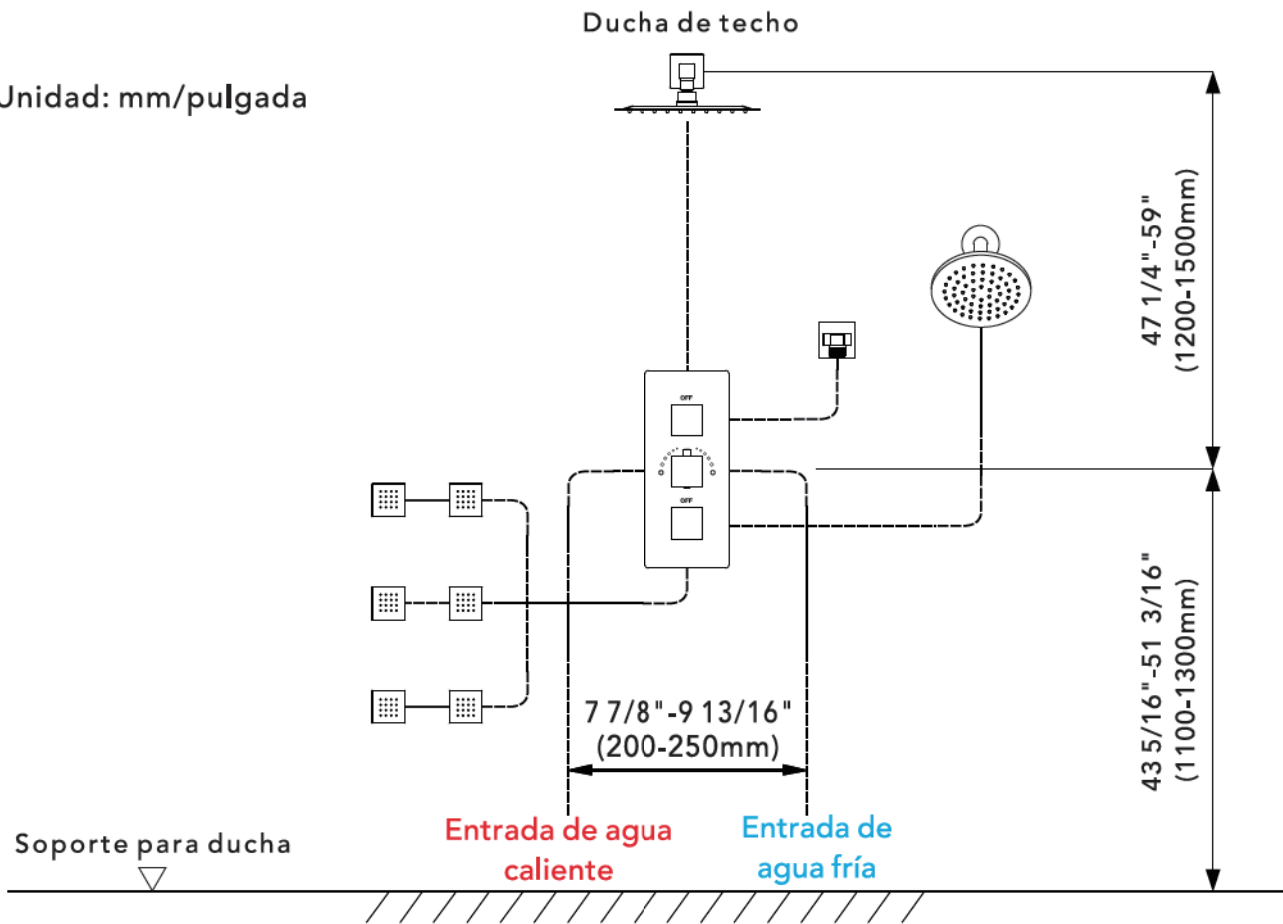 Ducha de techo
Unidad: mm/pulgada
47 1/4"-59"
(1200-1500mm)
OFF
OFF
43 5/16"-51 3/16"
(1100-1300mm)
7 7/8"-9 13/16"
(200-250mm)
Entrada de agua
caliente
Entrada de
agua fría
Soporte para ducha